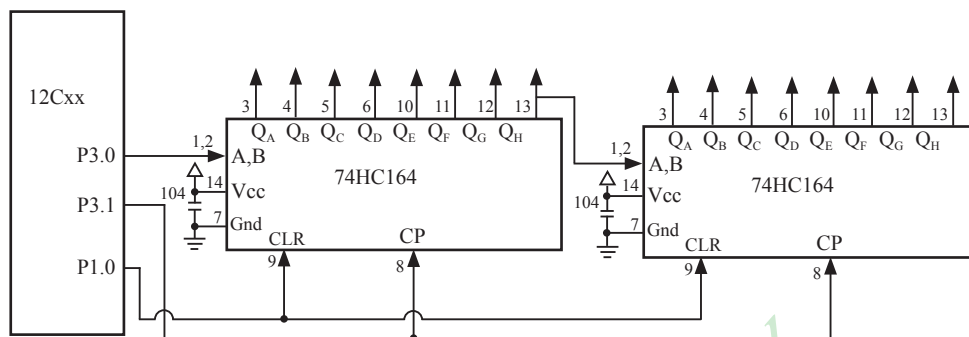 12Cxx
P3.0
P3.1
P1.0
3 4 5 6 10 11 12 13
QA QB QC QD QE QF QG QH
1,2
A,B
74HC164
14
Vcc
104
7
Gnd
CLR
CP
9
8
3 4 5 6 10 11 12 13
QA QB QC QD QE QF QG QH
1,2
A,B
74HC164
14
Vcc
104
7
Gnd
CLR
CP
9
8